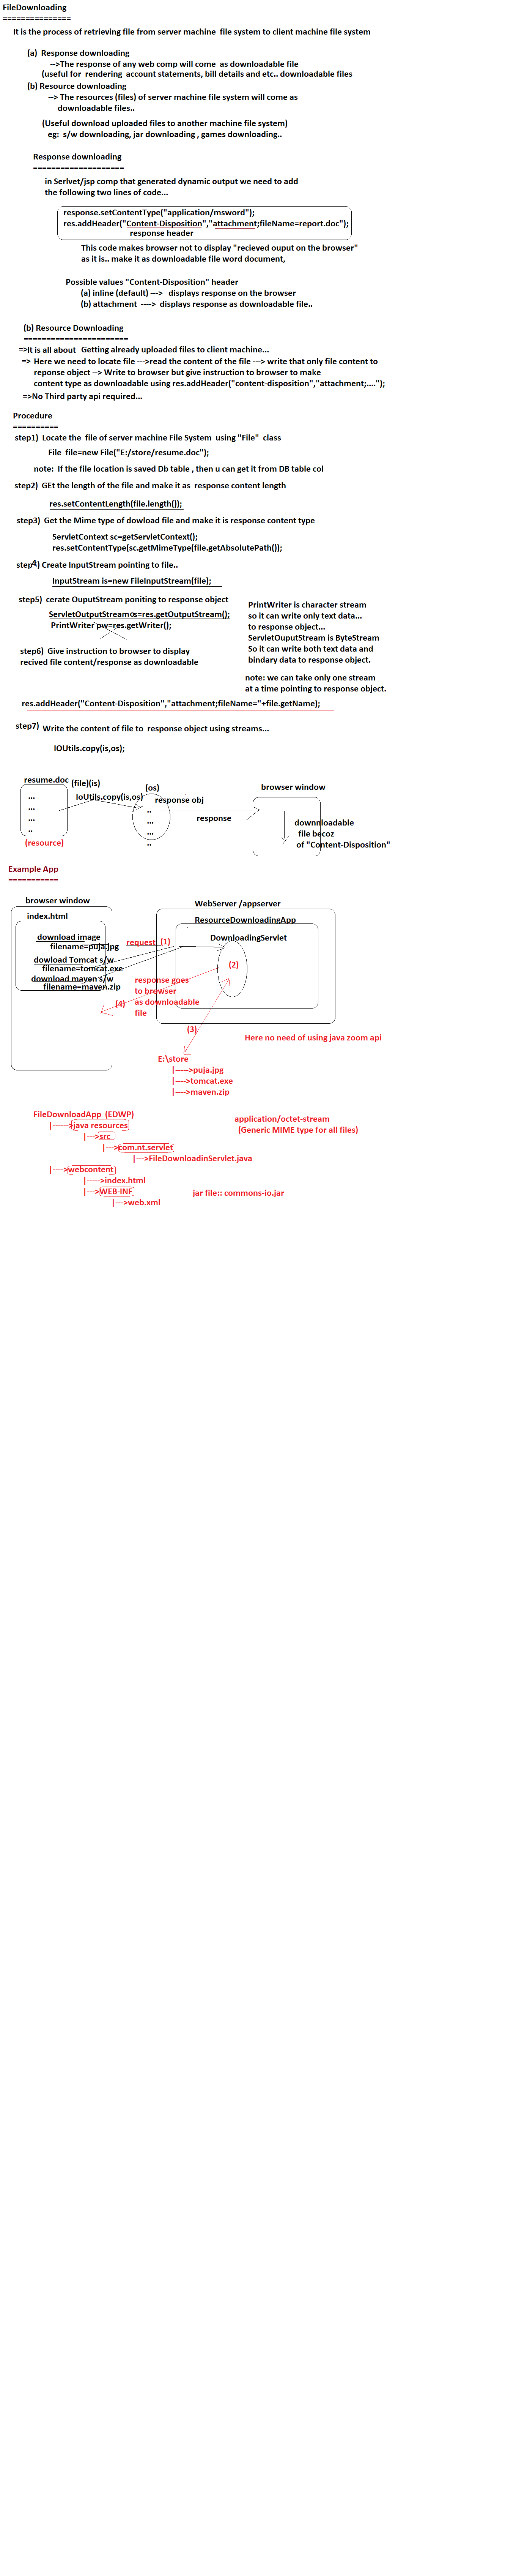 FileDownloading
===============
It is the process of retrieving file from server machine file system to client machine file system
(a) Response downloading
-->The response of any web comp will come as downloadable file
(useful for rendering account statements, bill details and etc.. downloadable files
(b) Resource downloading
--> The resources (files) of server machine file system will come as
downloadable files..
(Useful download uploaded files to another machine file system)
eg: s/w downloading, jar downloading , games downloading..
Response downloading
====================
in Serlvet/jsp comp that generated dynamic output we need to add
the following two lines of code...
response.setContentType("application/msword");
res.addHeader("Content-Disposition","attachment;fileName=report.doc");
response header
This code makes browser not to display "recieved ouput on the browser"
as it is.. make it as downloadable file word document,
Possible values "Content-Disposition" header
(a) inline (default) ---> displays response on the browser
(b) attachment ----> displays response as downloadable file..
(b) Resource Downloading
=======================
=>It is all about Getting already uploaded files to client machine...
=> Here we need to locate file --->read the content of the file ---> write that only file content to
reponse object --> Write to browser but give instruction to browser to make
content type as downloadable using res.addHeader("content-disposition","attachment;....");
=>No Third party api required...
Procedure
==========
step1) Locate the file of server machine File System using "File" class
File file=new File("E:/store/resume.doc");
note: If the file location is saved Db table , then u can get it from DB table col
step2) GEt the length of the file and make it as response content length
res.setContentLength(file.length());
step3) Get the Mime type of dowload file and make it is response content type
ServletContext sc=getServletContext();
res.setContentType(sc.getMimeType(file.getAbsolutePath());
step4) Create InputStream pointing to file..
InputStream is=new FileInputStream(file);
step5) cerate OuputStream poniting to response object
ServletOutputStream os=res.getOutputStream();
PrintWriter pw=res.getWriter();
PrintWriter is character stream
so it can write only text data...
to response object...
ServletOuputStream is ByteStream
So it can write both text and
bindary data to response object.
note: we can take only one stream
at a time pointing to response object.
step6) Give instruction to browser to display
recived file content/response as downloadable
res.addHeader("Content-Disposition","attachment;fileName="+file.getName);
step7) Write the content of file to response object using streams...
IOUtils.copy(is,os);
resume.doc (file)(is)
...
...
...
..
(resource)
IoUtils.copy(is,os)
(os)
response obj
..
...
...
..
response
browser window
downnloadable
file becoz
of "Content-Disposition"
Example App
===========
browser window
index.html
download image
filename=puja.jpg
dowload Tomcat s/w
filename=tomcat.exe
download maven s/w
filename=maven.zip
request (1)
WebServer /appserver
ResourceDownloadingApp
DownloadingServlet
(2)
response goes
to browser
as downloadable
file
(4)
(3)
Here no need of using java zoom api
E:\store
|----->puja.jpg
|---->tomcat.exe
|---->maven.zip
FileDownloadApp (EDWP)
|------>java resources
|--->src
|--->com.nt.servlet
|--->FileDownloadinServlet.java
|---->webcontent
|----->index.html
|--->WEB-INF
|--->web.xml
application/octet-stream
(Generic MIME type for all files)
jar file:: commons-io.jar